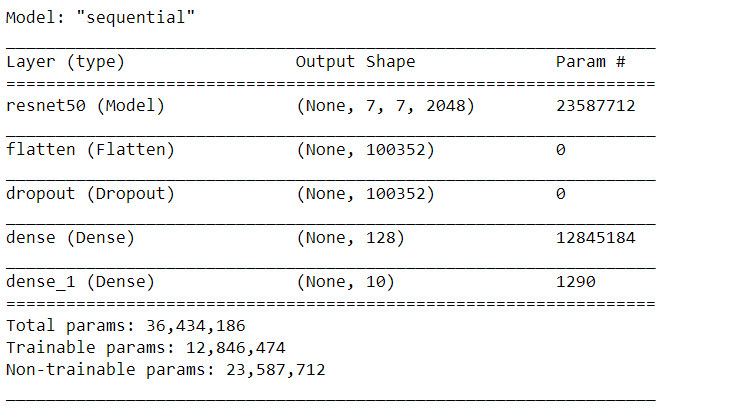 Model: "sequential"
_________________________________________________________________
Layer (type)                 Output Shape              Param #
=================================================================
resnet50 (Model)             (None, 7, 7, 2048)        23587712
_________________________________________________________________
flatten (Flatten)            (None, 100352)            0
_________________________________________________________________
dropout (Dropout)            (None, 100352)            0
_________________________________________________________________
dense (Dense)                (None, 128)               12845184
_________________________________________________________________
dense_1 (Dense)              (None, 10)                1290
=================================================================
Total params: 36,434,186
Trainable params: 12,846,474
Non-trainable params: 23,587,712
_________________________________________________________________